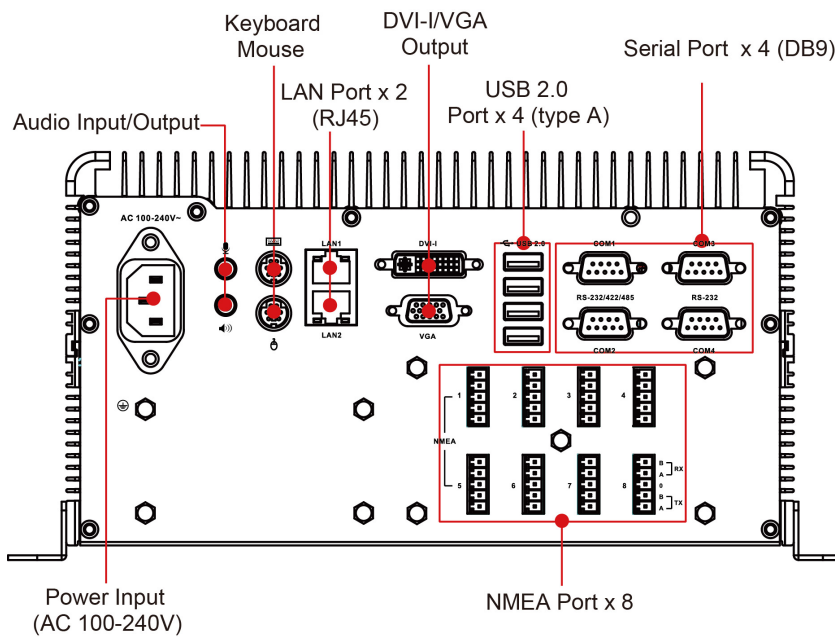 Keyboard
Mouse
DVI-I/VGA
Output
Serial Port x 4 (DB9)
LAN Port x 2
(RJ45)
USB 2.0
Port x 4 (type A)
Audio Input/Output
AC 100-240V~
LAN1
DVI-I
USB 2.0
COM1
COM3
RS-232/422/485
RS-232
LAN2
VGA
COM2
COM4
1
2
3
4
NMEA
5
6
7
8
B
A
RX
0
B
A
TX
Power Input
(AC 100-240V)
NMEA Port x 8